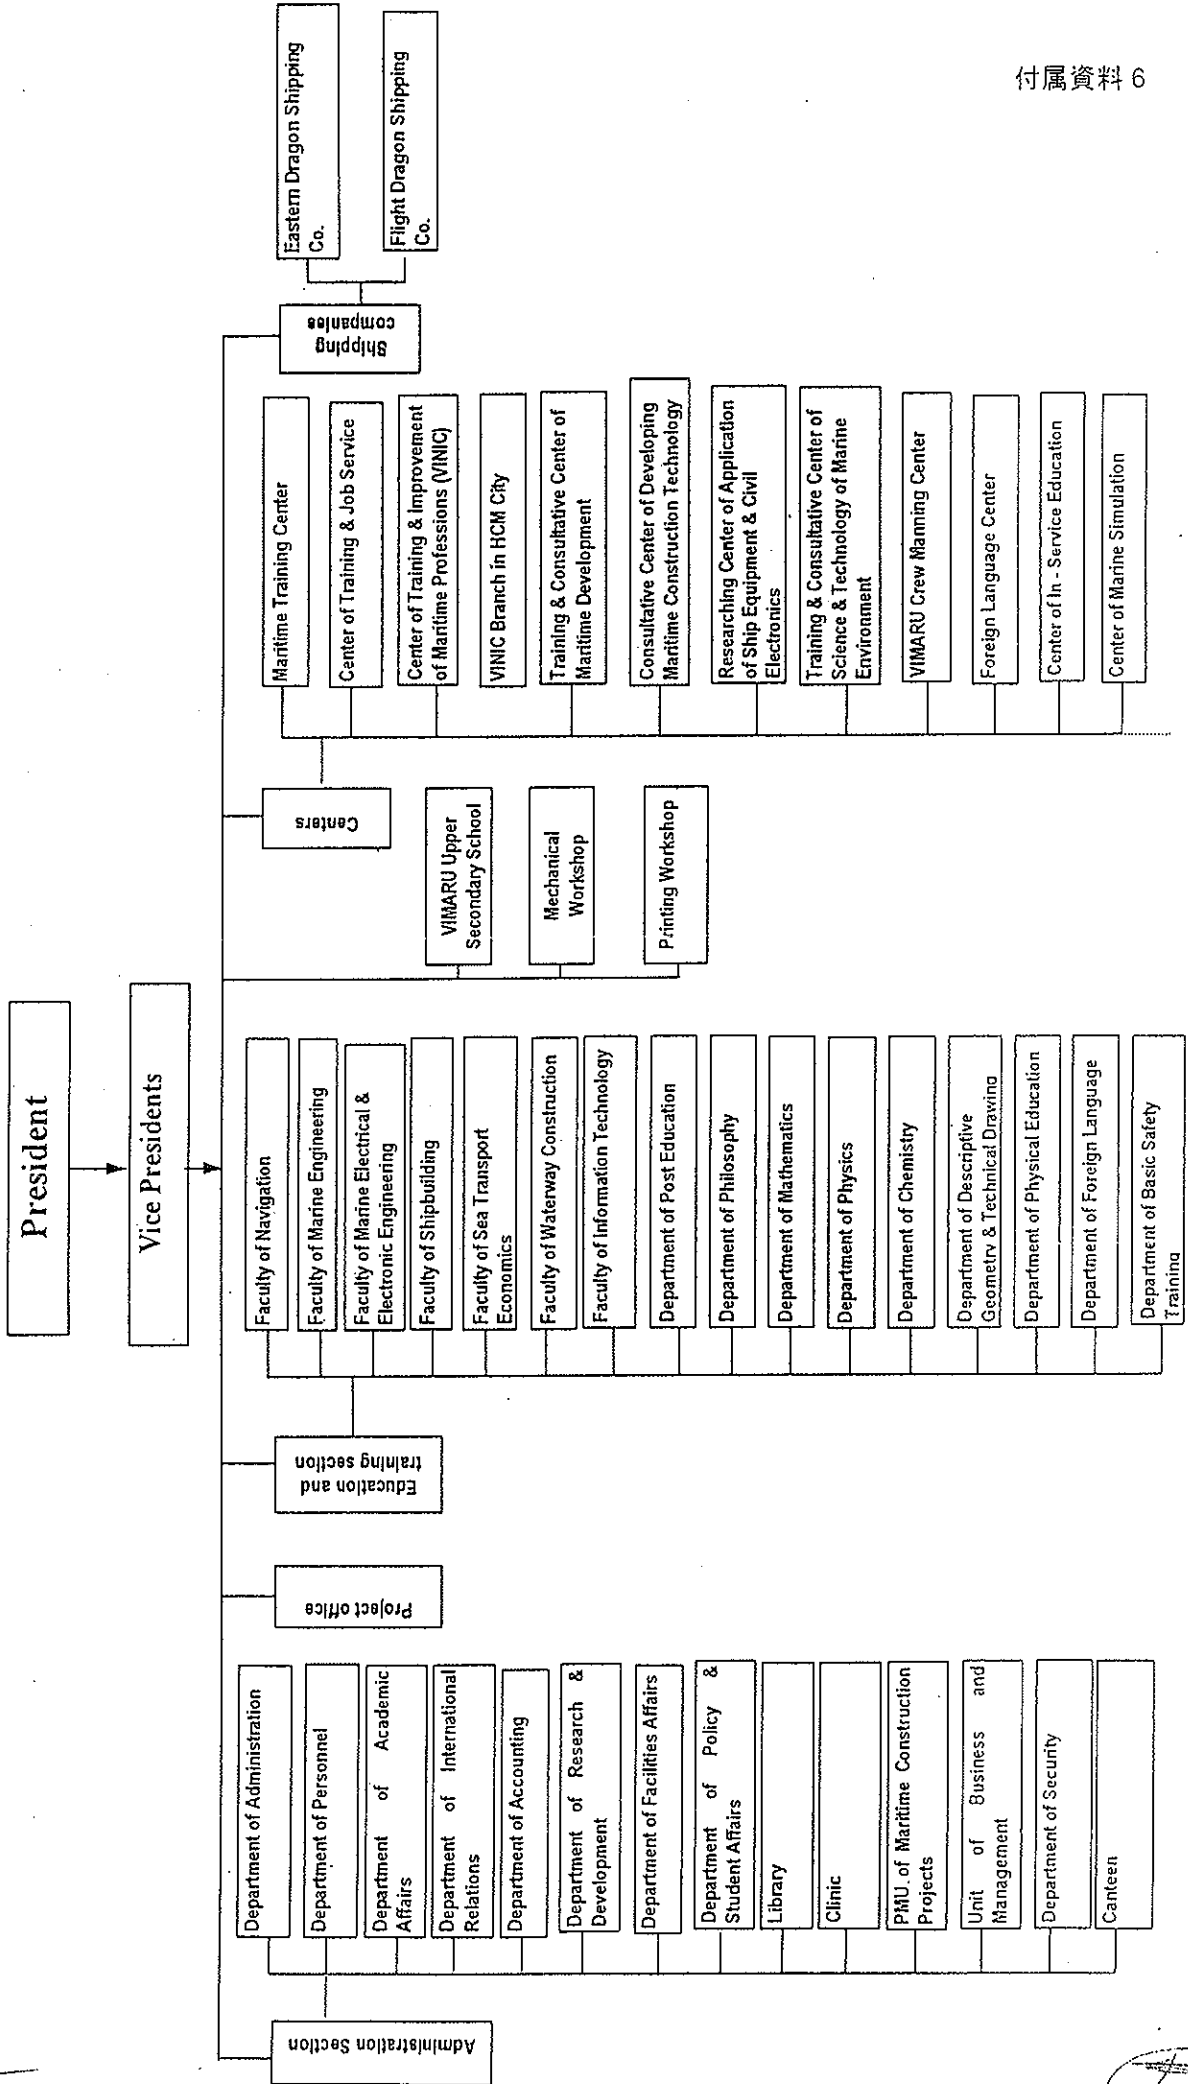 付属資料 6
President
Vice Presidents
Administration Section
Department of Administration
Department of Personnel
Department of Academic
Affairs
Department of International
Relations
Department of Accounting
Department of Research &
Development
Department of Facilities Affairs
Department of Policy &
Student Affairs
Library
Clinic
PMU. of Maritime Construction
Projects
Unit of Business and
Management
Department of Security
Canteen
Project office
Education and
training section
Faculty of Navigation
Faculty of Marine Engineering
Faculty of Marine Electrical &
Electronic Engineering
Faculty of Shipbuilding
Faculty of Sea Transport
Economics
Faculty of Waterway Construction
Faculty of Information Technology
Department of Post Education
Department of Philosophy
Department of Mathematics
Department of Physics
Department of Chemistry
Department of Descriptive
Geometry & Technical Drawing
Department of Physical Education
Department of Foreign Language
Department of Basic Safety
Training
VIMARU Upper
Secondary School
Mechanical
Workshop
Printing Workshop
Centers
Maritime Training Center
Center of Training & Job Service
Center of Training & Improvement
of Maritime Professions (VINIC)
VINIC Branch in HCM City
Training & Consultative Center of
Maritime Development
Consultative Center of Developing
Maritime Construction Technology
Researching Center of Application
of Ship Equipment & Civil
Electronics
Training & Consultative Center of
Science & Technology of Marine
Environment
VIMARU Crew Manning Center
Foreign Language Center
Center of In - Service Education
Center of Marine Simulation
Shipping
companies
Eastern Dragon Shipping
Co.
Flight Dragon Shipping
Co.